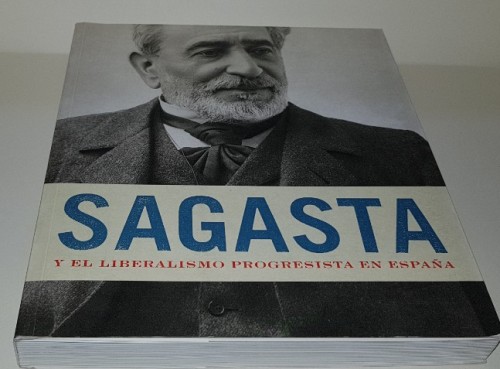 SAGASTA
Y EL LIBERALISMO PROGRESISTA EN ESPAÑA